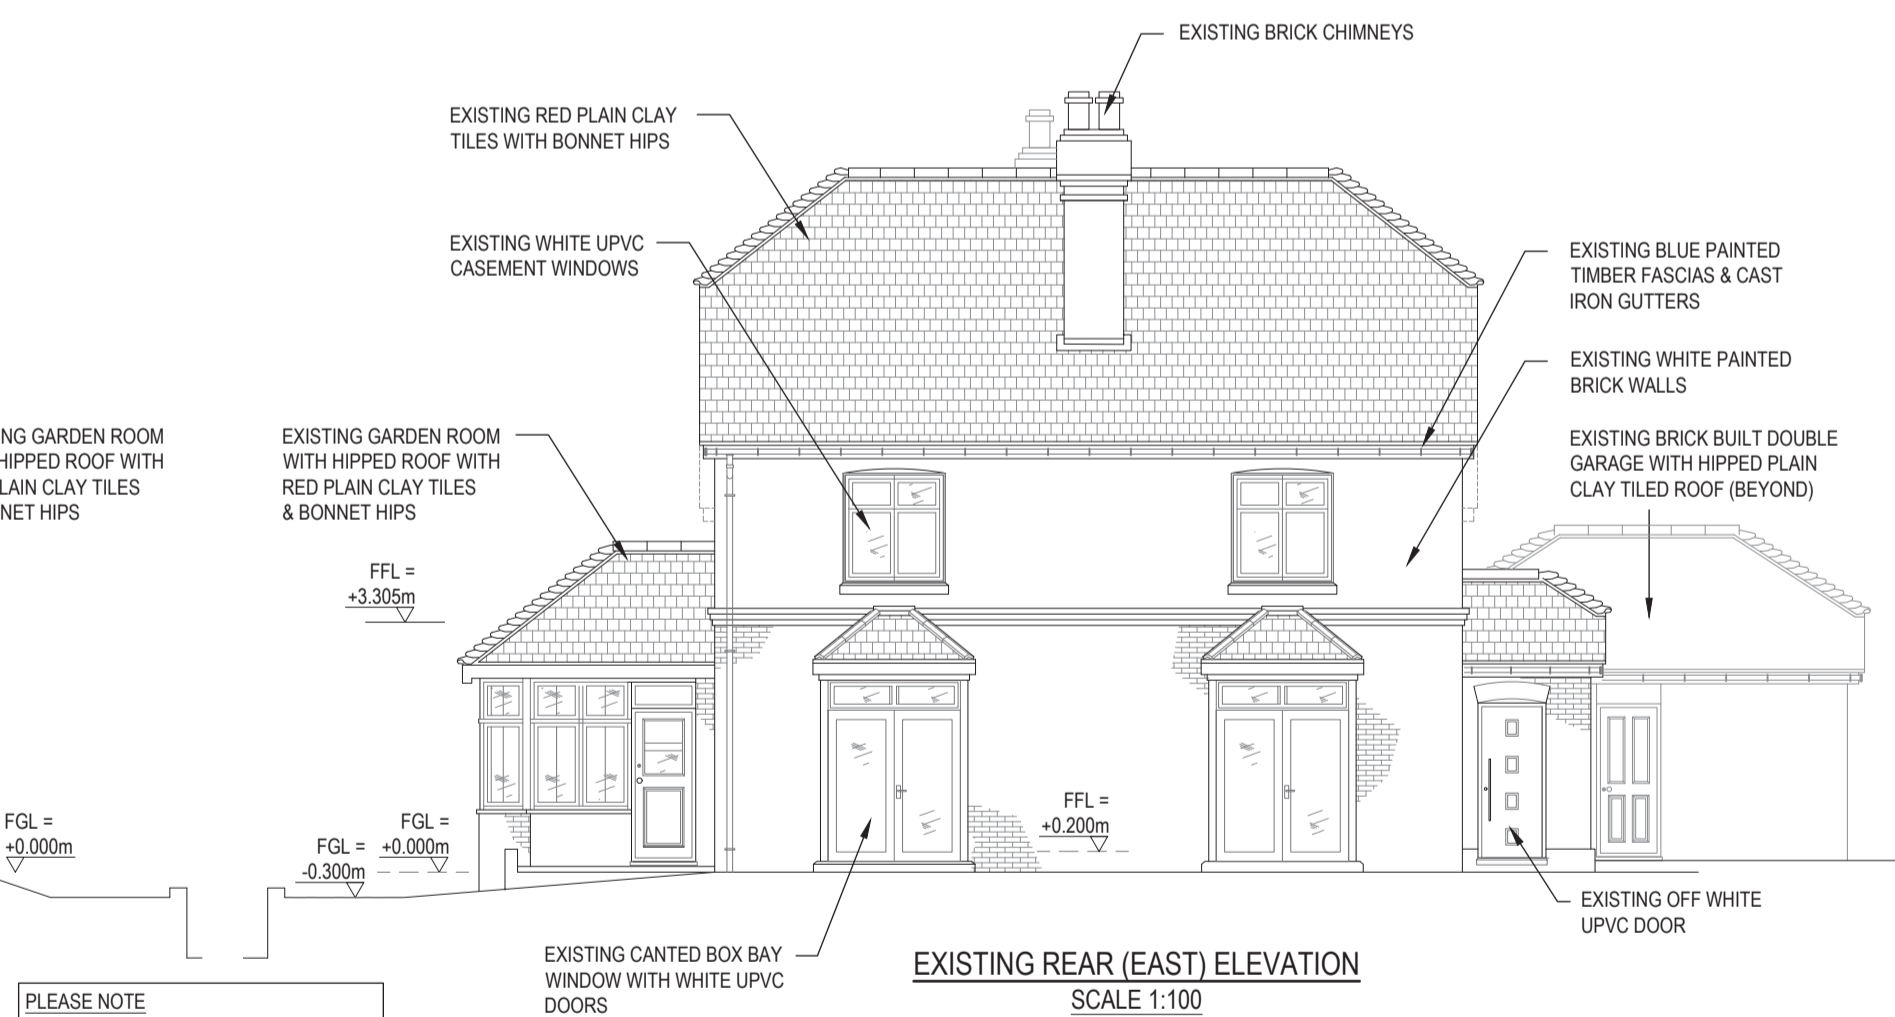 EXISTING BRICK CHIMNEYS
EXISTING RED PLAIN CLAY
TILES WITH BONNET HIPS
EXISTING WHITE UPVC
CASEMENT WINDOWS
EXISTING BLUE PAINTED
TIMBER FASCIAS & CAST
IRON GUTTERS
EXISTING WHITE PAINTED
BRICK WALLS
EXISTING BRICK BUILT DOUBLE
GARAGE WITH HIPPED PLAIN
CLAY TILED ROOF (BEYOND)
NG GARDEN ROOM
HIPPED ROOF WITH
LAIN CLAY TILES
NET HIPS
EXISTING GARDEN ROOM
WITH HIPPED ROOF WITH
RED PLAIN CLAY TILES
& BONNET HIPS
FFL =
+3.305m
FGL =
+0.000m
FGL =
-0.300m
FGL =
+0.000m
FFL =
+0.200m
EXISTING OFF WHITE
UPVC DOOR
EXISTING CANTED BOX BAY
WINDOW WITH WHITE UPVC
DOORS
EXISTING REAR (EAST) ELEVATION
SCALE 1:100
PLEASE NOTE